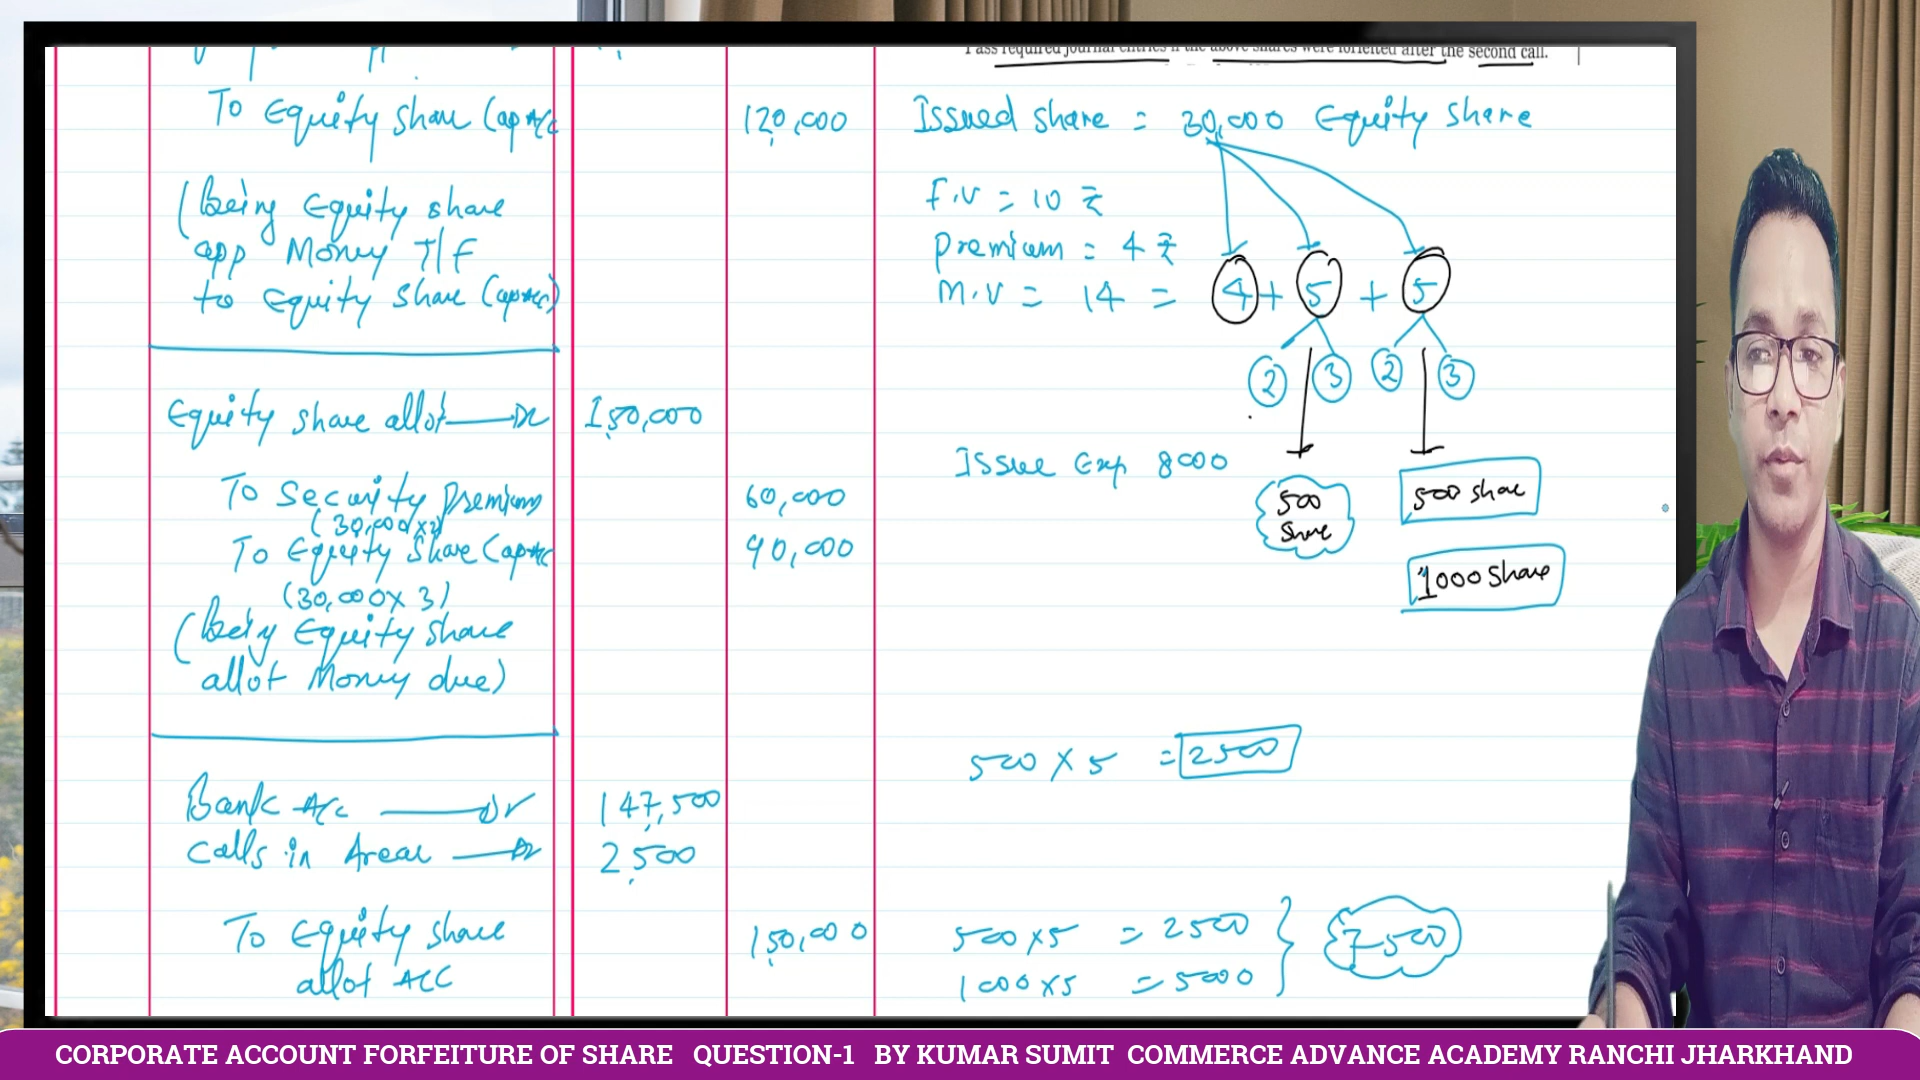 Pass required journal entries if the above shares were forfeited after the second call.
To Equity share Cap A/c 120,000
(Being Equity share
app Money T/F
to Equity share Cap A/c)
Equity share allot Dr 150,000
To Security Premium 60,000
(30,000 x 2)
To Equity Share Cap A/c 90,000
(30,000 x 3)
(Being Equity share
allot Money due)
Bank A/c Dr 147,500
Calls in Arear Dr 2,500
To Equity share 150,000
allot ACC
Issued share = 30,000 Equity share
F.V = 10 ₹
Premium = 4 ₹
M.V = 14 = 4 + 5 + 5
2 3 2 3
Issue Exp 8000
500
Share
500 share
1000 Share
500 x 5 = 2500
500 x 5 = 2500
1000 x 5 = 5000
7500
CORPORATE ACCOUNT FORFEITURE OF SHARE QUESTION-1 BY KUMAR SUMIT COMMERCE ADVANCE ACADEMY RANCHI JHARKHAND